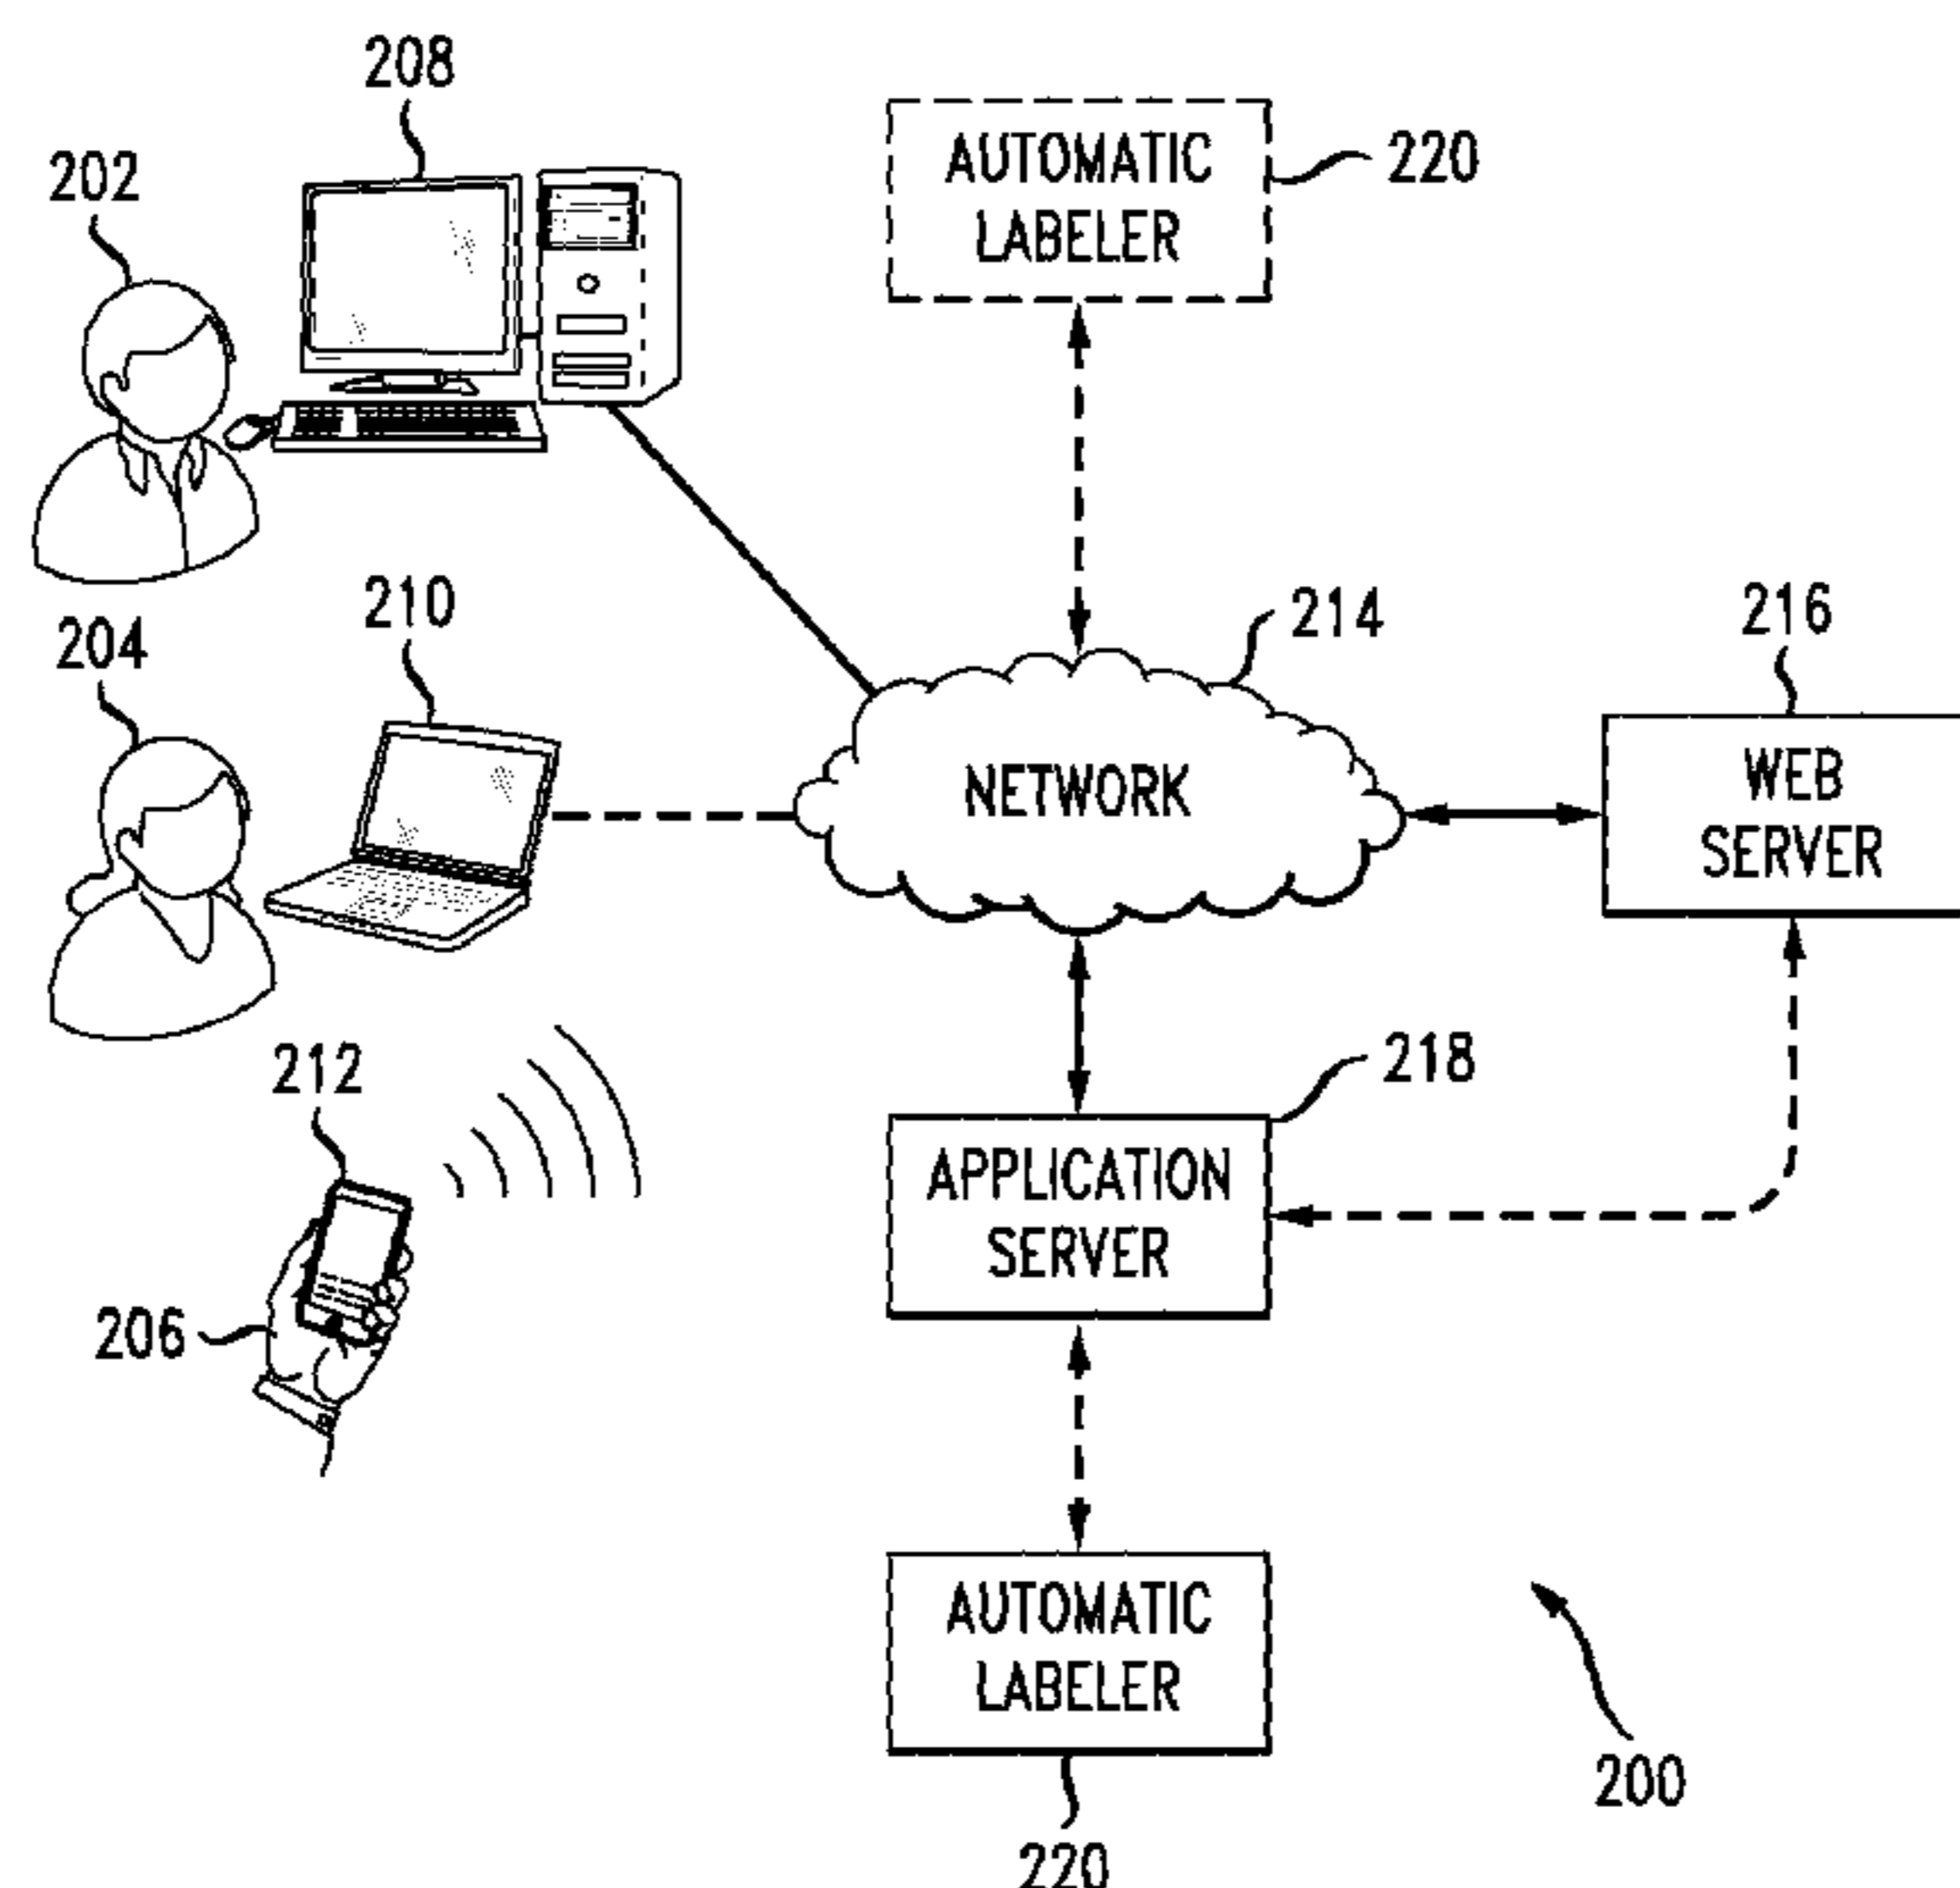 208
202
AUTOMATIC
LABELER
220
210
204
214
216
NETWORK
WEB
SERVER
212
218
APPLICATION
SERVER
206
AUTOMATIC
LABELER
200
220